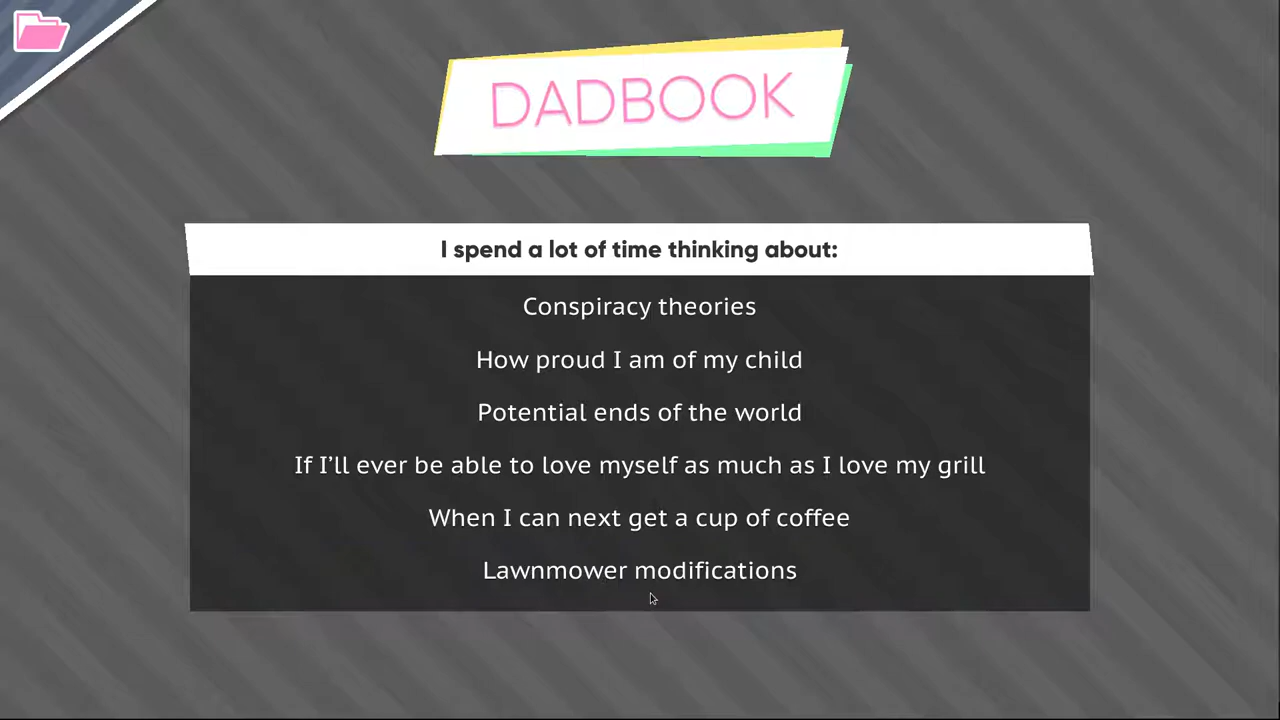 DADBOOK
I spend a lot of time thinking about:
Conspiracy theories
How proud I am of my child
Potential ends of the world
If I’ll ever be able to love myself as much as I love my grill
When I can next get a cup of coffee
Lawnmower modifications